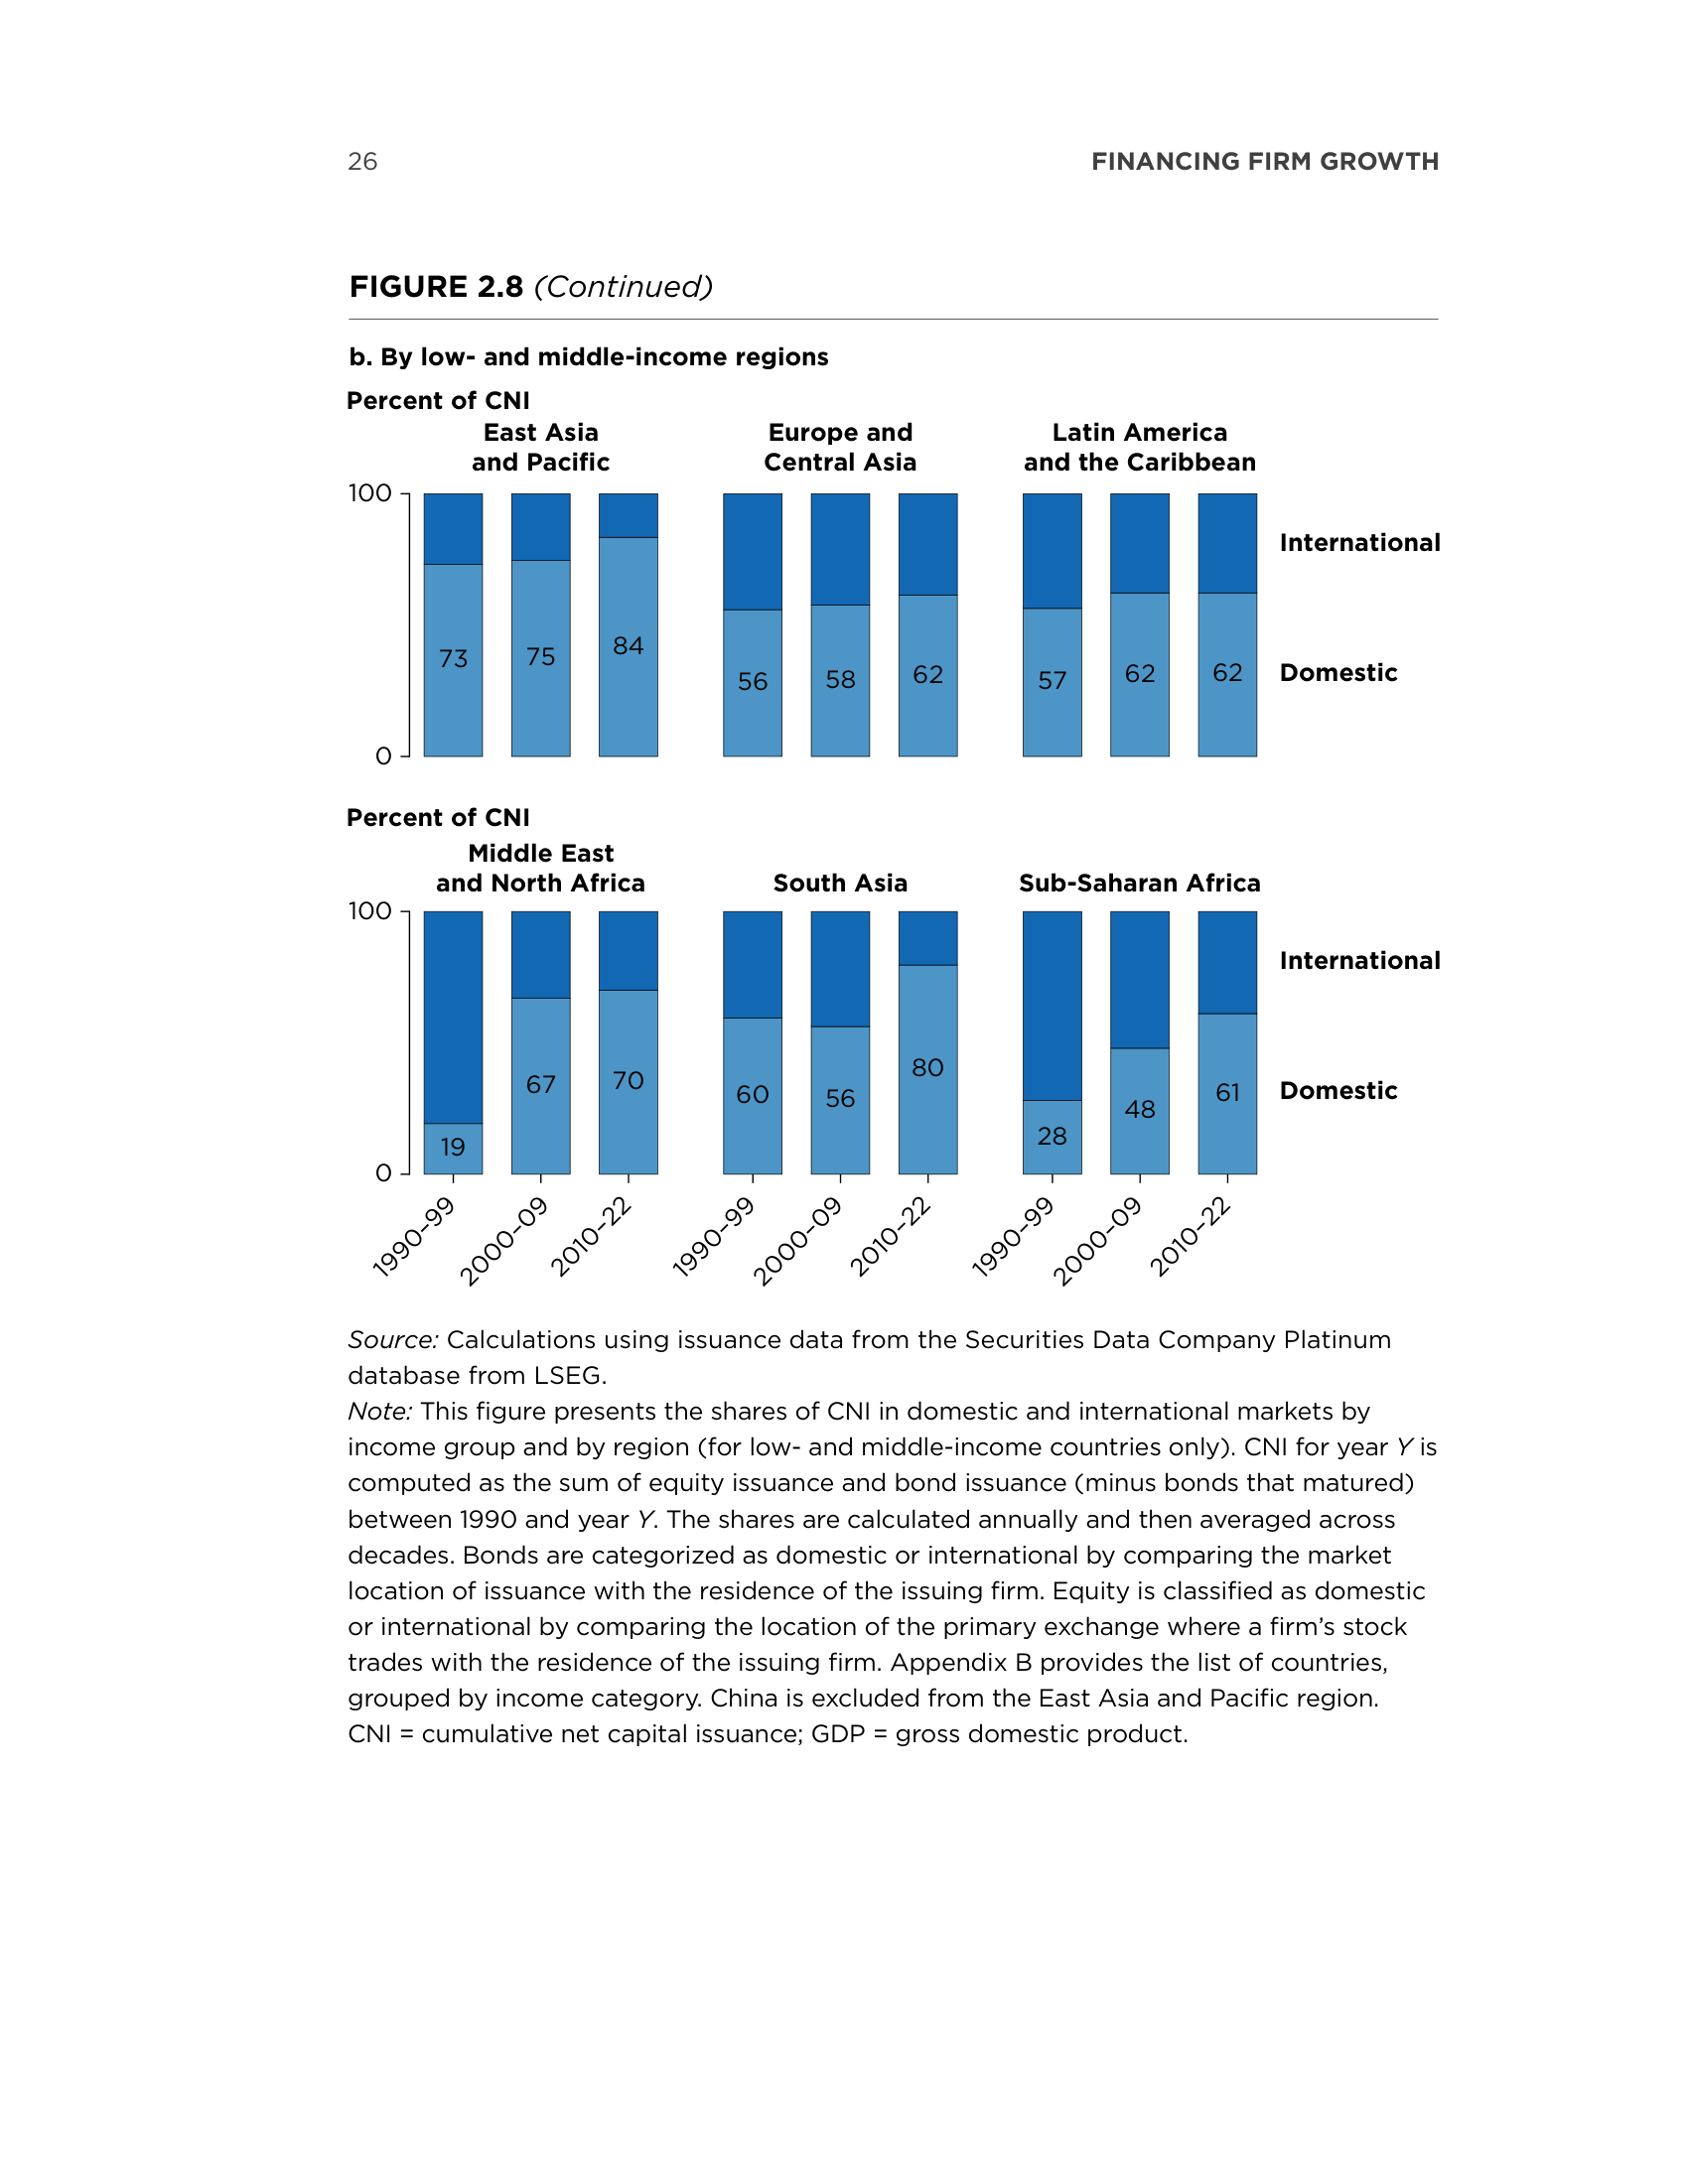 26
FINANCING FIRM GROWTH
FIGURE 2.8 (Continued)
b. By low- and middle-income regions
Percent of CNI
East Asia
and Pacific
Europe and
Central Asia
Latin America
and the Caribbean
100
International
73
75
84
56
58
62
57
62
62
Domestic
0
Percent of CNI
Middle East
and North Africa
South Asia
Sub-Saharan Africa
100
International
19
67
70
60
56
80
28
48
61
Domestic
0
1990–99
2000–09
2010–22
1990–99
2000–09
2010–22
1990–99
2000–09
2010–22
Source: Calculations using issuance data from the Securities Data Company Platinum
database from LSEG.
Note: This figure presents the shares of CNI in domestic and international markets by
income group and by region (for low- and middle-income countries only). CNI for year Y is
computed as the sum of equity issuance and bond issuance (minus bonds that matured)
between 1990 and year Y. The shares are calculated annually and then averaged across
decades. Bonds are categorized as domestic or international by comparing the market
location of issuance with the residence of the issuing firm. Equity is classified as domestic
or international by comparing the location of the primary exchange where a firm’s stock
trades with the residence of the issuing firm. Appendix B provides the list of countries,
grouped by income category. China is excluded from the East Asia and Pacific region.
CNI = cumulative net capital issuance; GDP = gross domestic product.